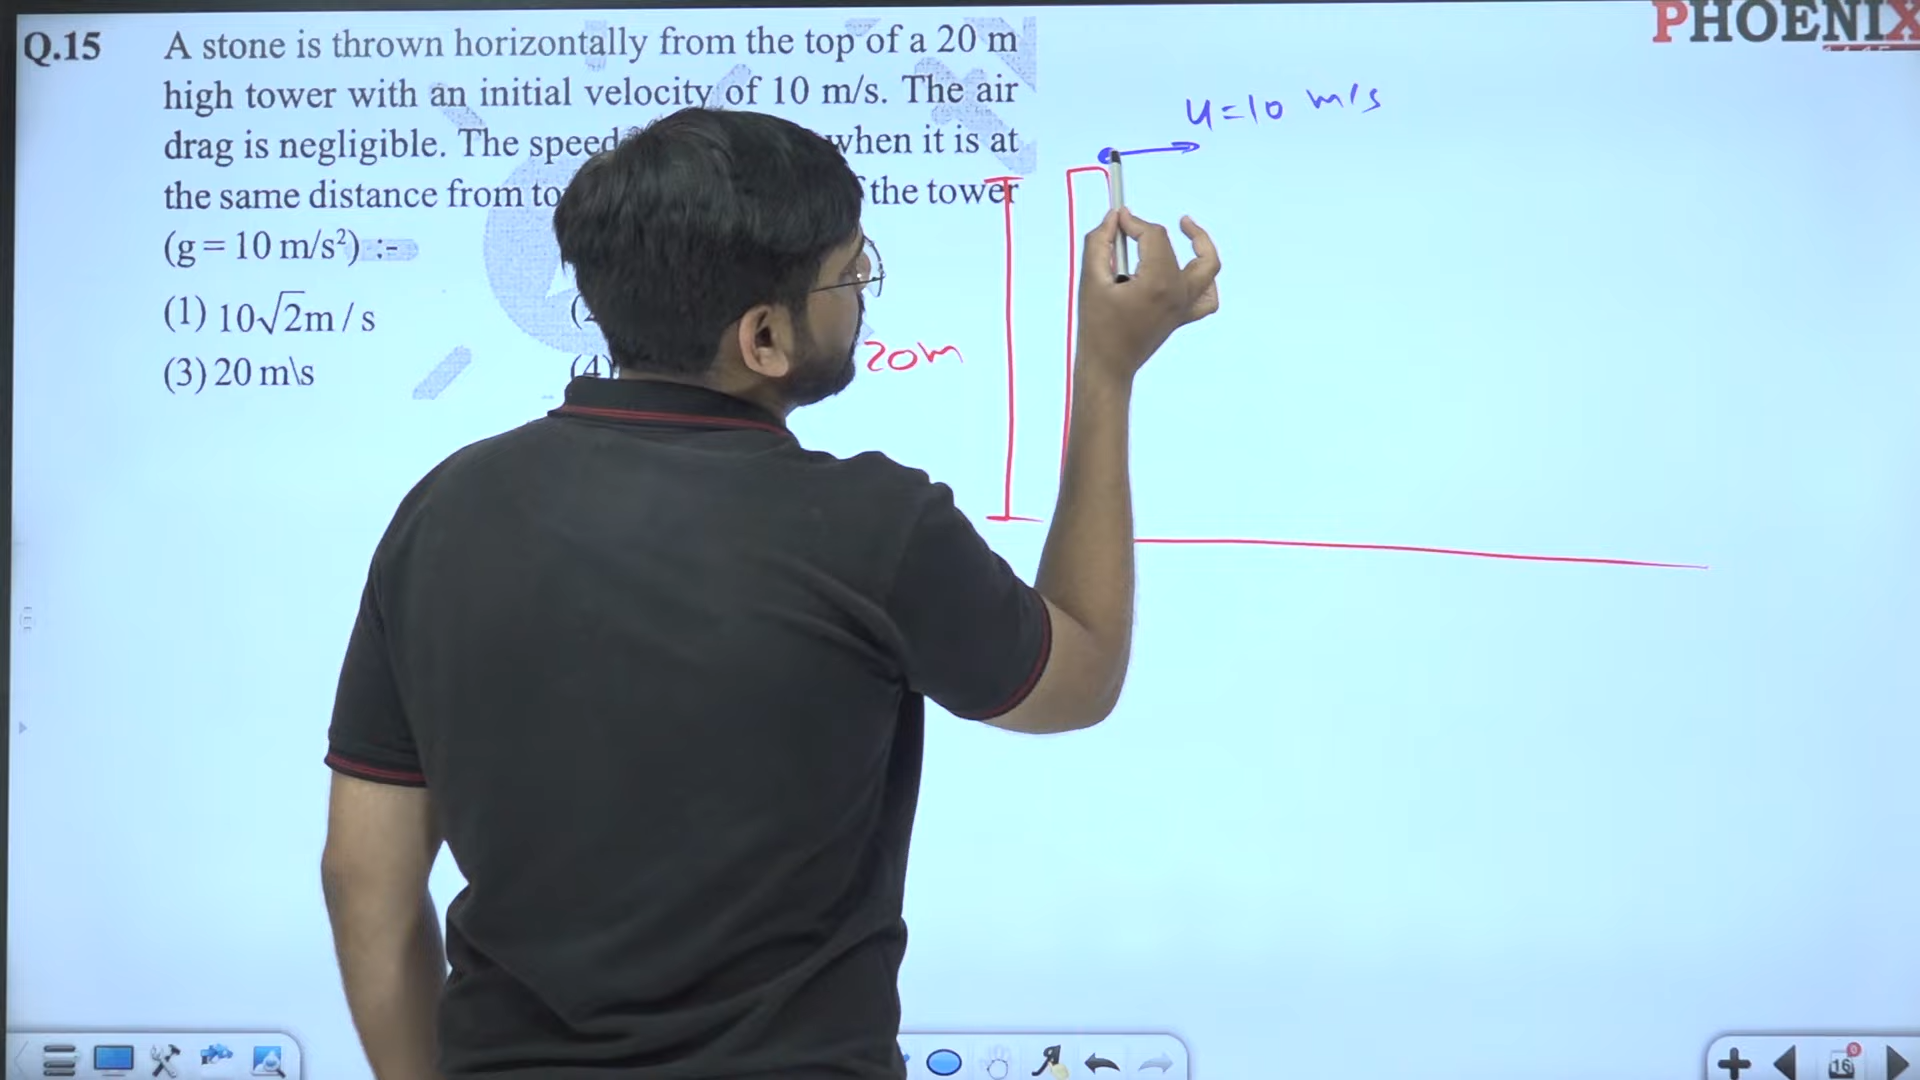 PHOENIX
Q.15 A stone is thrown horizontally from the top of a 20 m
high tower with an initial velocity of 10 m/s. The air
drag is negligible. The speed when it is at
the same distance from the tower
(g = 10 m/s²) :-
(1) 10√2m / s
(3) 20 m\s
(4)
u=10 m/s
20m
16